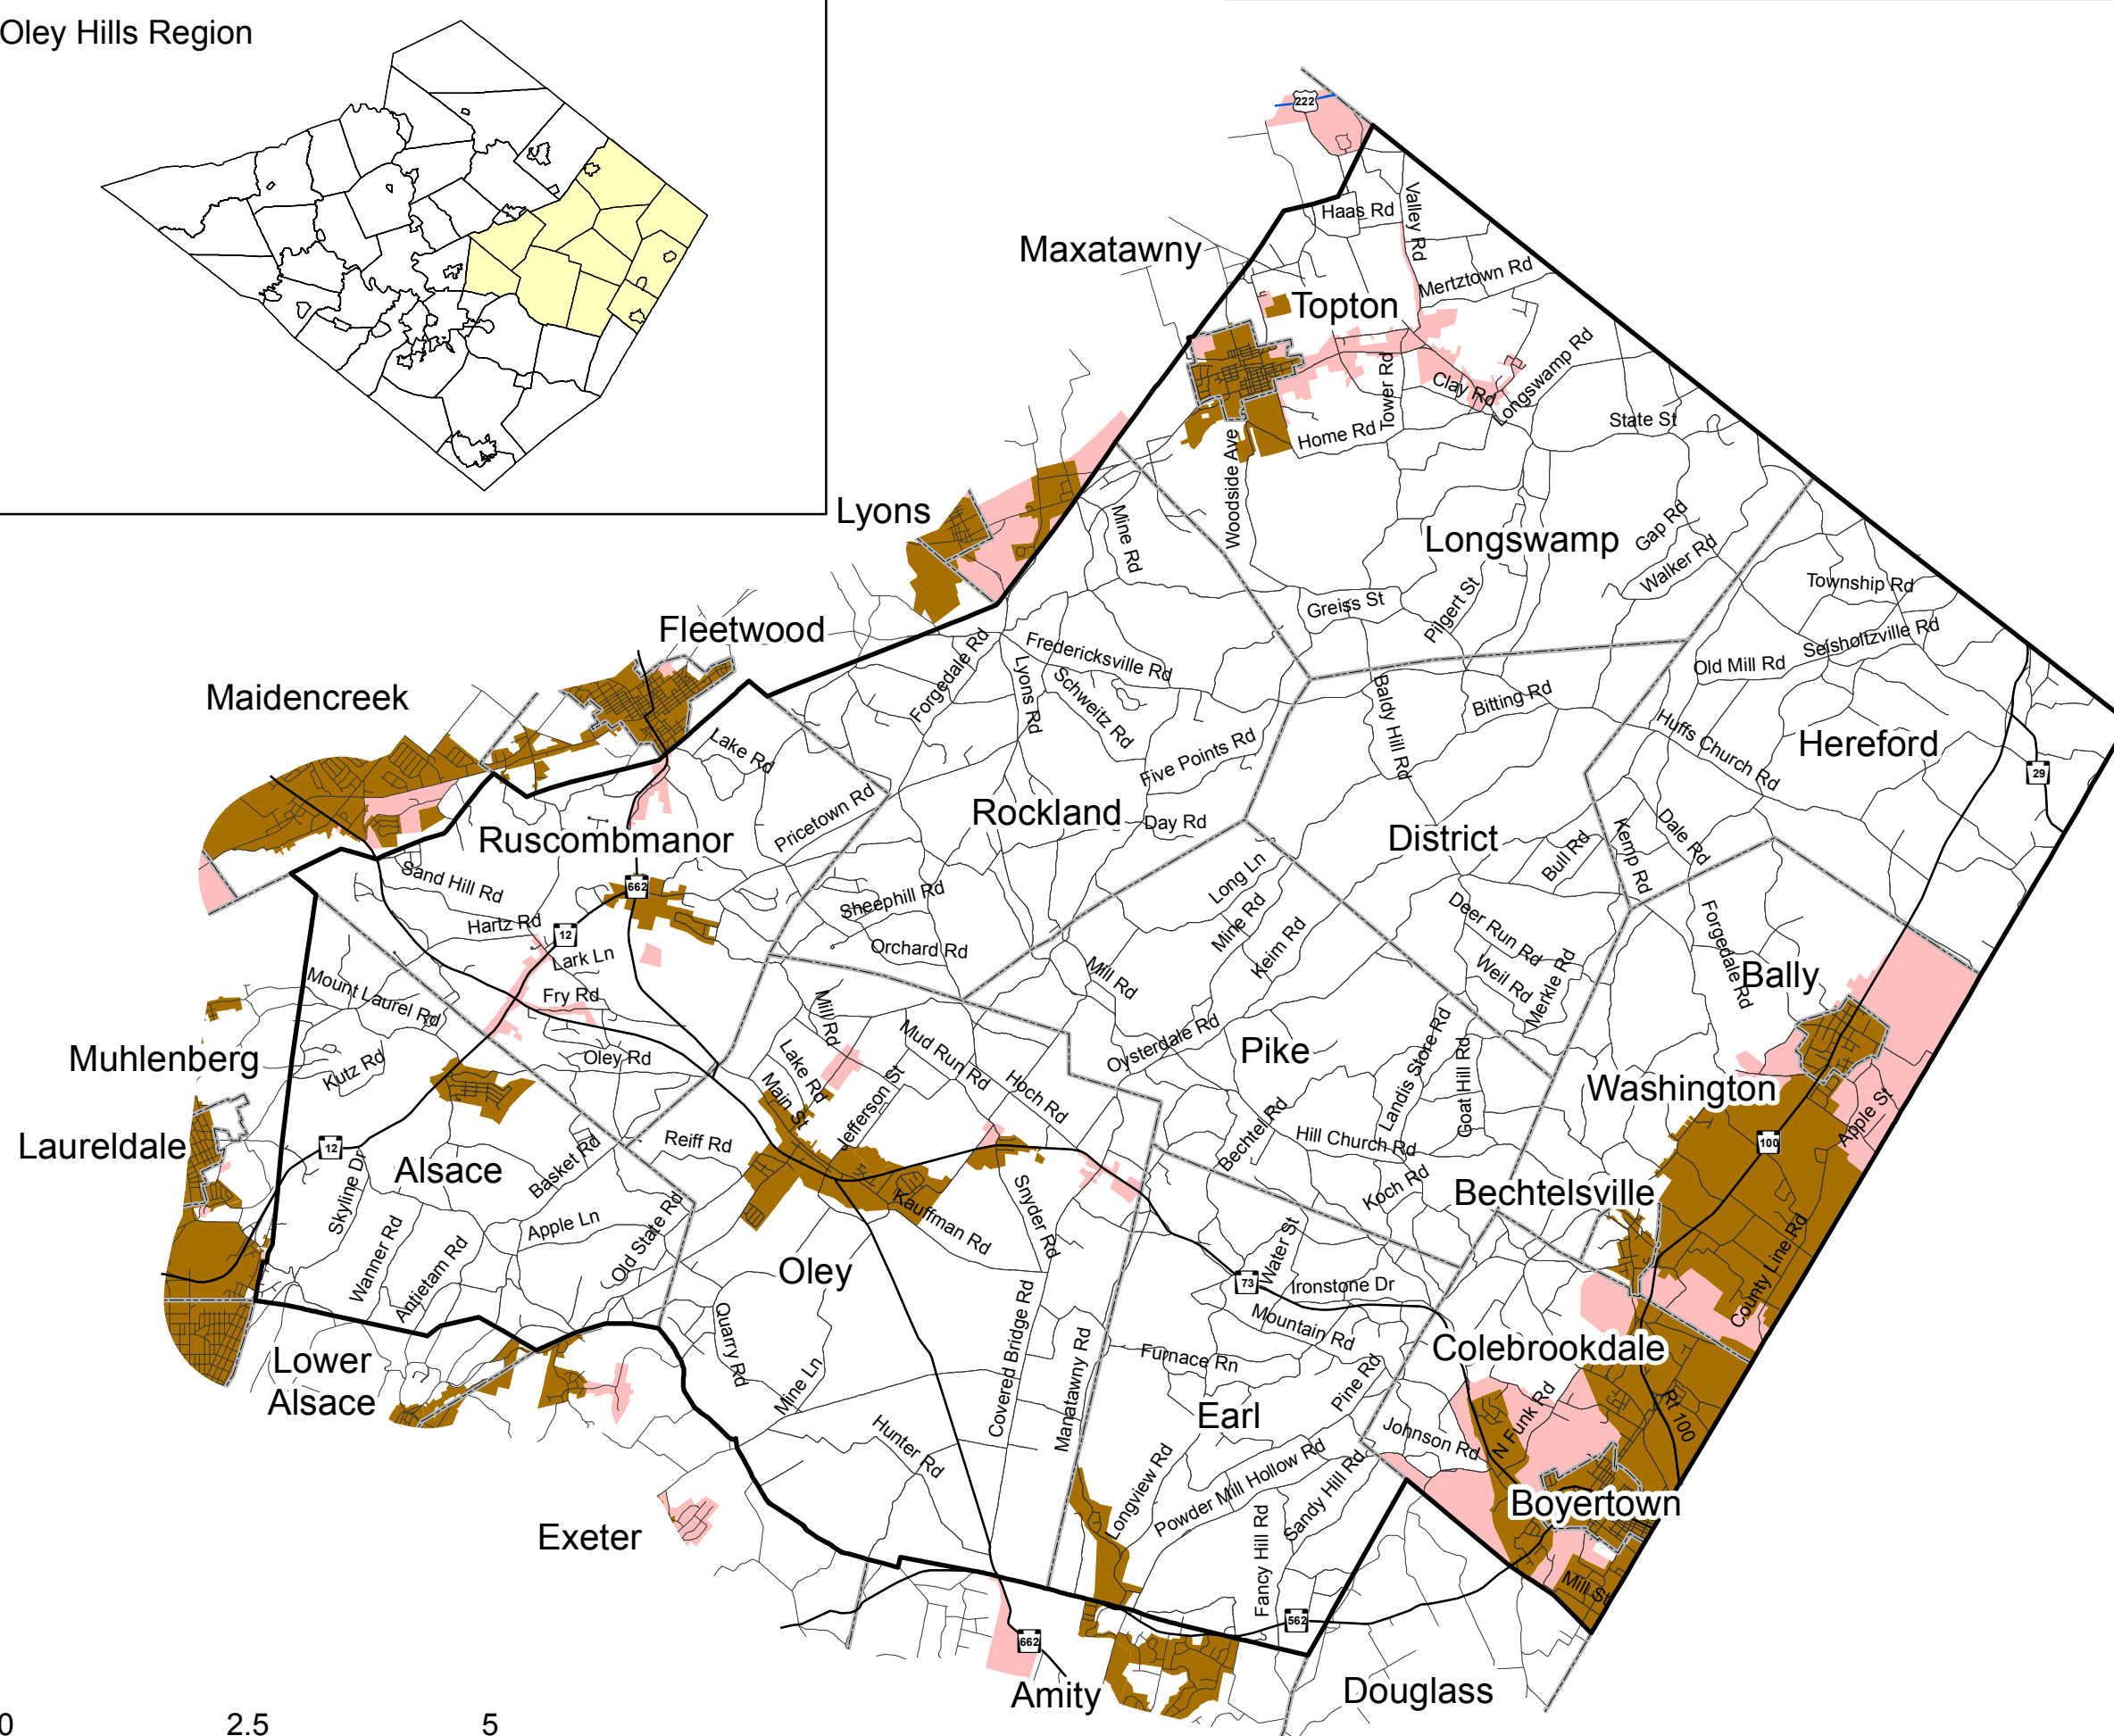 Oley Hills Region
222
Haas Rd
Valley Rd
Maxatawny
Mertztown Rd
Topton
Tower Rd
Clay Rd
Longswamp Rd
State St
Home Rd
Woodside Ave
Lyons
Mine Rd
Longswamp
Gap Rd
Walker Rd
Township Rd
Greiss St
Pilgert St
Seisholtzville Rd
Old Mill Rd
Fleetwood
Forgedale Rd
Fredericksville Rd
Lyons Rd
Schweitz Rd
Baldy Hill Rd
Bitting Rd
Huffs Church Rd
Hereford
29
Maidencreek
Lake Rd
Five Points Rd
Pricetown Rd
Rockland
Day Rd
District
Bull Rd
Kemp Rd
Dale Rd
Ruscombmanor
Sand Hill Rd
662
Hartz Rd
12
Lark Ln
Sheephill Rd
Orchard Rd
Long Ln
Mine Rd
Keim Rd
Deer Run Rd
Weil Rd
Merkle Rd
Forgedale Rd
Bally
Mount Laurel Rd
Fry Rd
Mill Rd
Mill Rd
Muhlenberg
Kutz Rd
Oley Rd
Lake Rd
Main St
Mud Run Rd
Jefferson St
Hoch Rd
Oysterdale Rd
Pike
Landis Store Rd
Goat Hill Rd
Washington
Apple St
100
Laureldale
12
Skyline Dr
Alsace
Basket Rd
Reiff Rd
Bechtel Rd
Hill Church Rd
Koch Rd
Bechtelsville
Kauffman Rd
Snyder Rd
Wanner Rd
Antietam Rd
Apple Ln
Old State Rd
Oley
Water St
73
Ironstone Dr
County Line Rd
Quarry Rd
Mine Ln
Covered Bridge Rd
Manatawny Rd
Mountain Rd
Furnace Rn
Pine Rd
Colebrookdale
Lower
Alsace
Hunter Rd
Earl
Johnson Rd
N Funk Rd
Rt 100
Longview Rd
Powder Mill Hollow Rd
Sandy Hill Rd
Fancy Hill Rd
Boyertown
Exeter
Mill St
562
662
Amity
Douglass
0
2.5
5